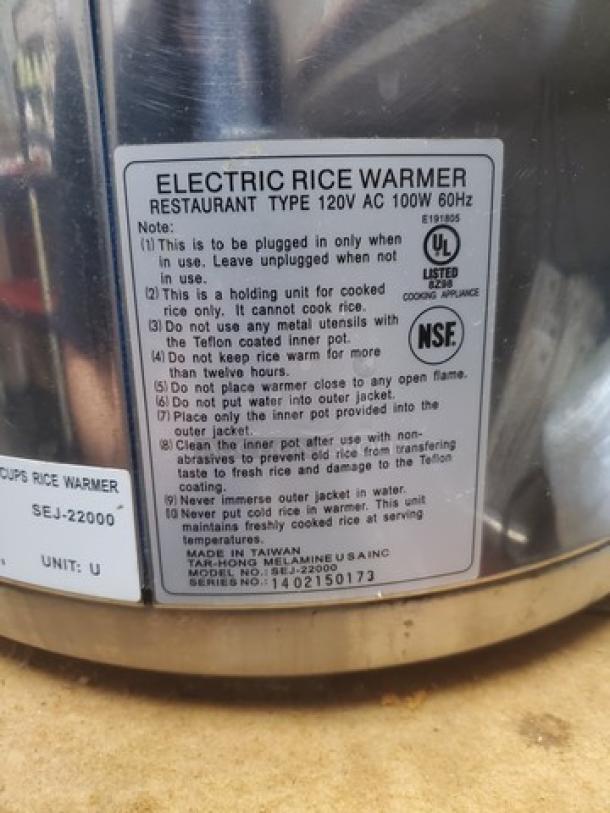 ELECTRIC RICE WARMER
RESTAURANT TYPE 120V AC 100W 60Hz
Note:
(1) This is to be plugged in only when
in use. Leave unplugged when not
in use.
(2) This is a holding unit for cooked
rice only. It cannot cook rice.
(3) Do not use any metal utensils with
the Teflon coated inner pot.
(4) Do not keep rice warm for more
than twelve hours.
(5) Do not place warmer close to any open flame.
(6) Do not put water into outer jacket.
(7) Place only the inner pot provided into the
outer jacket.
(8) Clean the inner pot after use with non-
abrasives to prevent old rice from transfering
taste to fresh rice and damage to the Teflon
coating.
(9) Never immerse outer jacket in water.
(10 Never put cold rice in warmer. This unit
maintains freshly cooked rice at serving
temperatures.
MADE IN TAIWAN
TAR-HONG MELAMINE U S A INC
MODEL NO.: SEJ-22000
SERIES NO.: 1402150173
E191805
UL
LISTED
8Z98
COOKING APPLIANCE
NSF.
CUPS RICE WARMER
SEJ-22000
UNIT: U